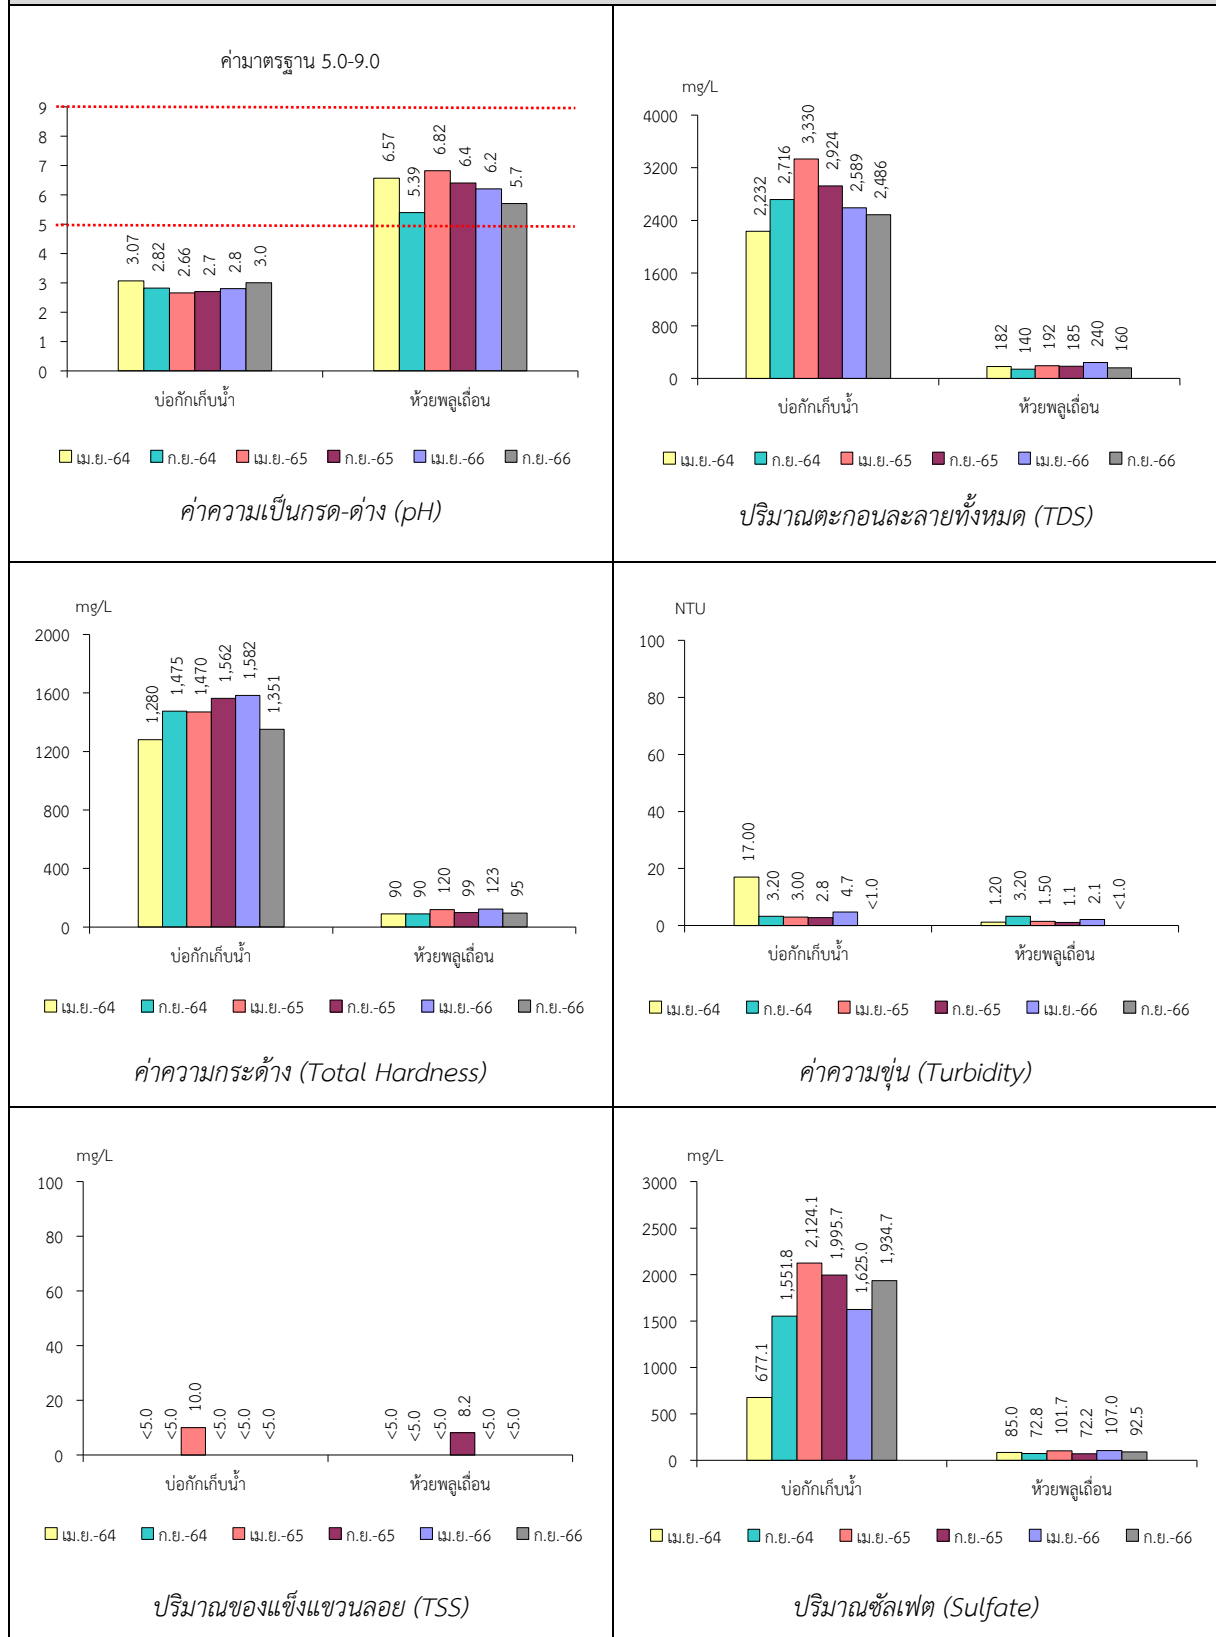 ค่ามาตรฐาน 5.0-9.0
9
8
7
6
5
4
3
2
1
0
3.07 2.82 2.66 2.7 2.8 3.0
6.57 5.39 6.82 6.4 6.2 5.7
บ่อกักเก็บน้ำ ห้วยพลูเถื่อน
เม.ย.-64 ก.ย.-64 เม.ย.-65 ก.ย.-65 เม.ย.-66 ก.ย.-66
ค่าความเป็นกรด-ด่าง (pH)
mg/L
4000
3200
2400
1600
800
0
2,232 2,716 3,330 2,924 2,589 2,486
182 140 192 185 240 160
บ่อกักเก็บน้ำ ห้วยพลูเถื่อน
เม.ย.-64 ก.ย.-64 เม.ย.-65 ก.ย.-65 เม.ย.-66 ก.ย.-66
ปริมาณตะกอนละลายทั้งหมด (TDS)
mg/L
2000
1600
1200
800
400
0
1,280 1,475 1,470 1,562 1,582 1,351
90 90 120 99 123 95
บ่อกักเก็บน้ำ ห้วยพลูเถื่อน
เม.ย.-64 ก.ย.-64 เม.ย.-65 ก.ย.-65 เม.ย.-66 ก.ย.-66
ค่าความกระด้าง (Total Hardness)
NTU
100
80
60
40
20
0
17.00 3.20 3.00 2.8 4.7 <1.0
1.20 3.20 1.50 1.1 2.1 <1.0
บ่อกักเก็บน้ำ ห้วยพลูเถื่อน
เม.ย.-64 ก.ย.-64 เม.ย.-65 ก.ย.-65 เม.ย.-66 ก.ย.-66
ค่าความขุ่น (Turbidity)
mg/L
100
80
60
40
20
0
<5.0 <5.0 10.0 <5.0 <5.0 <5.0
<5.0 <5.0 <5.0 8.2 <5.0 <5.0
บ่อกักเก็บน้ำ ห้วยพลูเถื่อน
เม.ย.-64 ก.ย.-64 เม.ย.-65 ก.ย.-65 เม.ย.-66 ก.ย.-66
ปริมาณของแข็งแขวนลอย (TSS)
mg/L
3000
2500
2000
1500
1000
500
0
677.1 1,551.8 2,124.1 1,995.7 1,625.0 1,934.7
85.0 72.8 101.7 72.2 107.0 92.5
บ่อกักเก็บน้ำ ห้วยพลูเถื่อน
เม.ย.-64 ก.ย.-64 เม.ย.-65 ก.ย.-65 เม.ย.-66 ก.ย.-66
ปริมาณซัลเฟต (Sulfate)